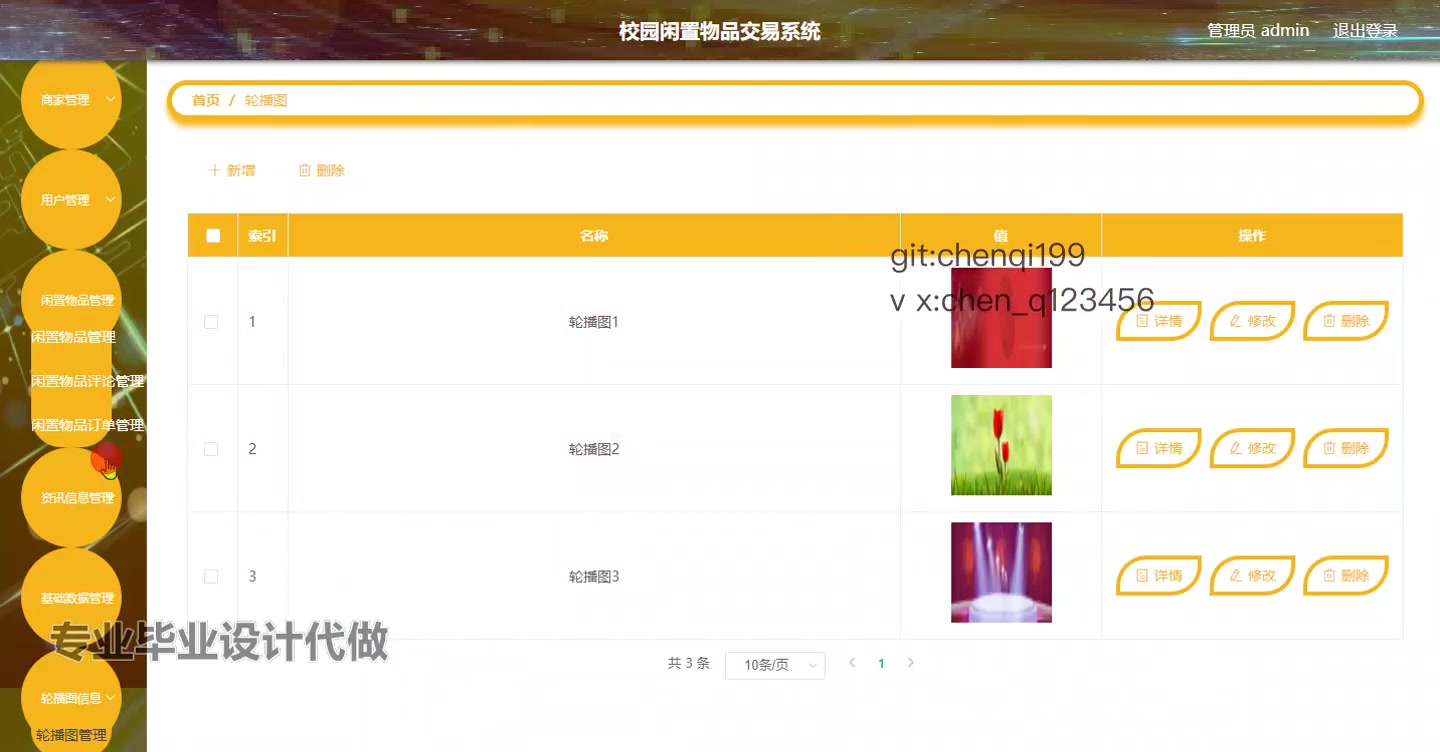 校园闲置物品交易系统
管理员 admin
退出登录
商家管理
用户管理
闲置物品管理
闲置物品管理
闲置物品评论管理
闲置物品订单管理
资讯信息管理
基础数据管理
轮播图信息
轮播图管理
首页 / 轮播图
新增 删除
索引 名称 值 操作
1 轮播图1 详情 修改 删除
2 轮播图2 详情 修改 删除
3 轮播图3 详情 修改 删除
共 3 条 10条/页 1
git:chenqi199
v x:chen_q123456
专业毕业设计代做